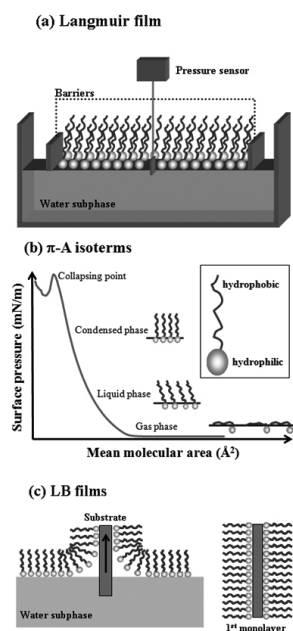 (a) Langmuir film
Pressure sensor
Barriers
Water subphase
(b) π-A isoterms
Surface pressure (mN/m)
Collapsing point
Condensed phase
hydrophobic
hydrophilic
Liquid phase
Gas phase
Mean molecular area (Å²)
(c) LB films
Substrate
Water subphase
1st monolayer